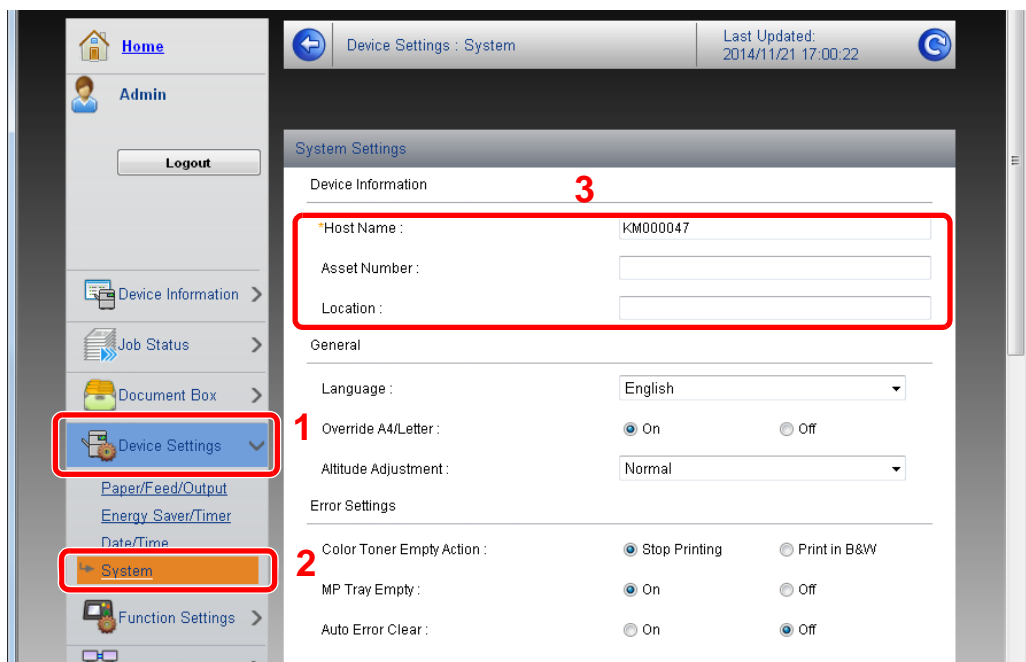 Home
Admin
Logout
Device Information
Job Status
Document Box
1
Device Settings
Paper/Feed/Output
Energy Saver/Timer
Date/Time
2
System
Function Settings
Device Settings : System
Last Updated:
2014/11/21 17:00:22
System Settings
Device Information
3
*Host Name : KM000047
Asset Number :
Location :
General
Language : English
Override A4/Letter : On Off
Altitude Adjustment : Normal
Error Settings
Color Toner Empty Action : Stop Printing Print in B&W
MP Tray Empty : On Off
Auto Error Clear : On Off